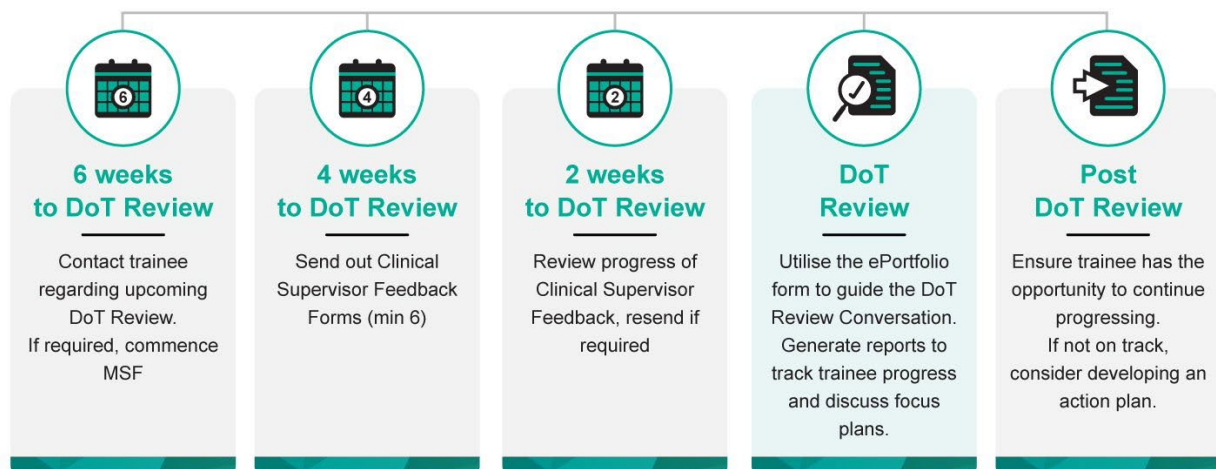 6
6 weeks
to DoT Review
Contact trainee
regarding upcoming
DoT Review.
If required, commence
MSF
4
4 weeks
to DoT Review
Send out Clinical
Supervisor Feedback
Forms (min 6)
2
2 weeks
to DoT Review
Review progress of
Clinical Supervisor
Feedback, resend if
required
DoT
Review
Utilise the ePortfolio
form to guide the DoT
Review Conversation.
Generate reports to
track trainee progress
and discuss focus
plans.
Post
DoT Review
Ensure trainee has the
opportunity to continue
progressing.
If not on track,
consider developing an
action plan.